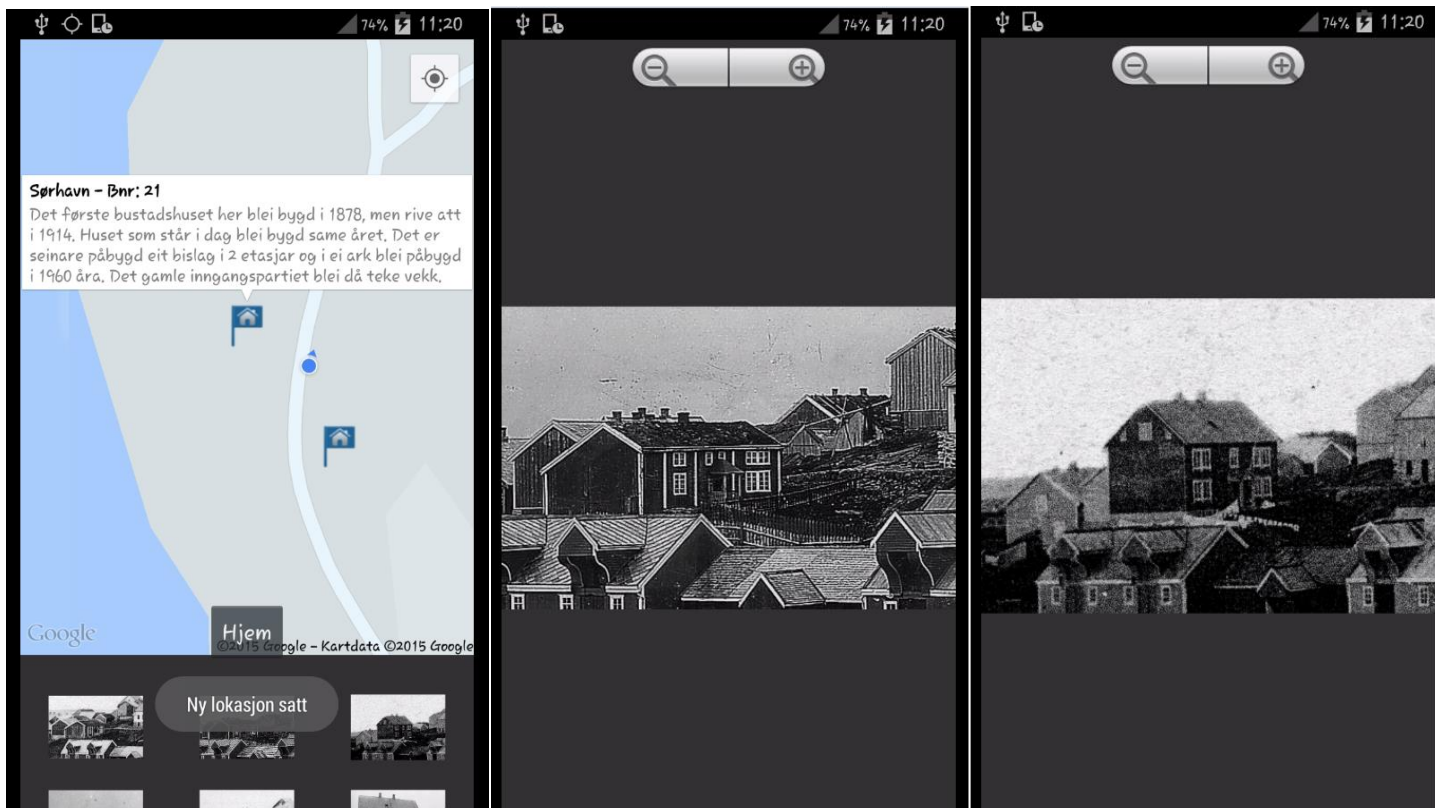 74% 11:20
Sørhavn - Bnr: 21
Det første bustadshuset her blei bygd i 1878, men rive att
i 1914. Huset som står i dag blei bygd same året. Det er
seinare påbygd eit bislag i 2 etasjar og i ei ark blei påbygd
i 1960 åra. Det gamle inngangspartiet blei då teke vekk.
Google
Hjem
©2015 Google - Kartdata ©2015 Google
Ny lokasjon satt
74% 11:20
74% 11:20